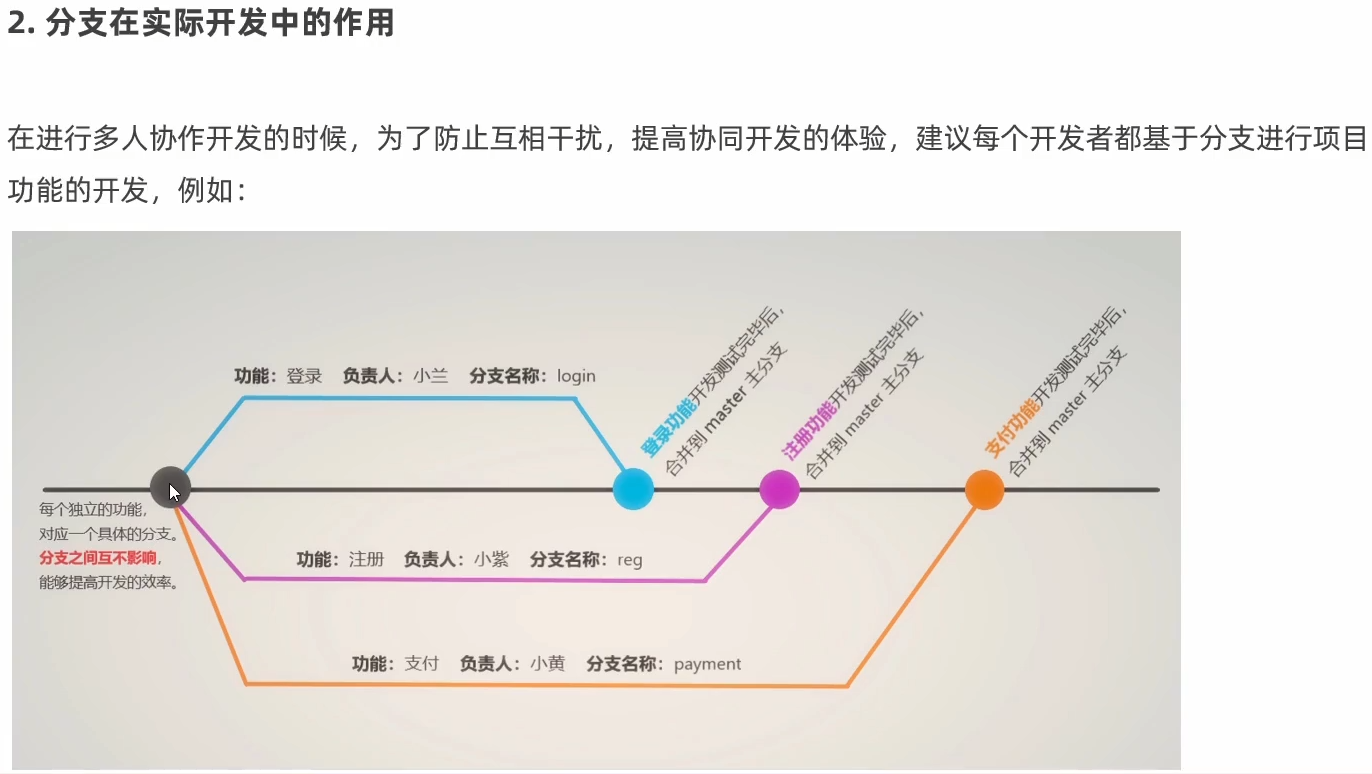 2. 分支在实际开发中的作用
在进行多人协作开发的时候，为了防止互相干扰，提高协同开发的体验，建议每个开发者都基于分支进行项目
功能的开发，例如：
功能：登录 负责人：小兰 分支名称：login
登录功能开发测试完毕后，
合并到 master 主分支
注册功能开发测试完毕后，
合并到 master 主分支
支付功能开发测试完毕后，
合并到 master 主分支
每个独立的功能，
对应一个具体的分支。
分支之间互不影响，
能够提高开发的效率。
功能：注册 负责人：小紫 分支名称：reg
功能：支付 负责人：小黄 分支名称：payment